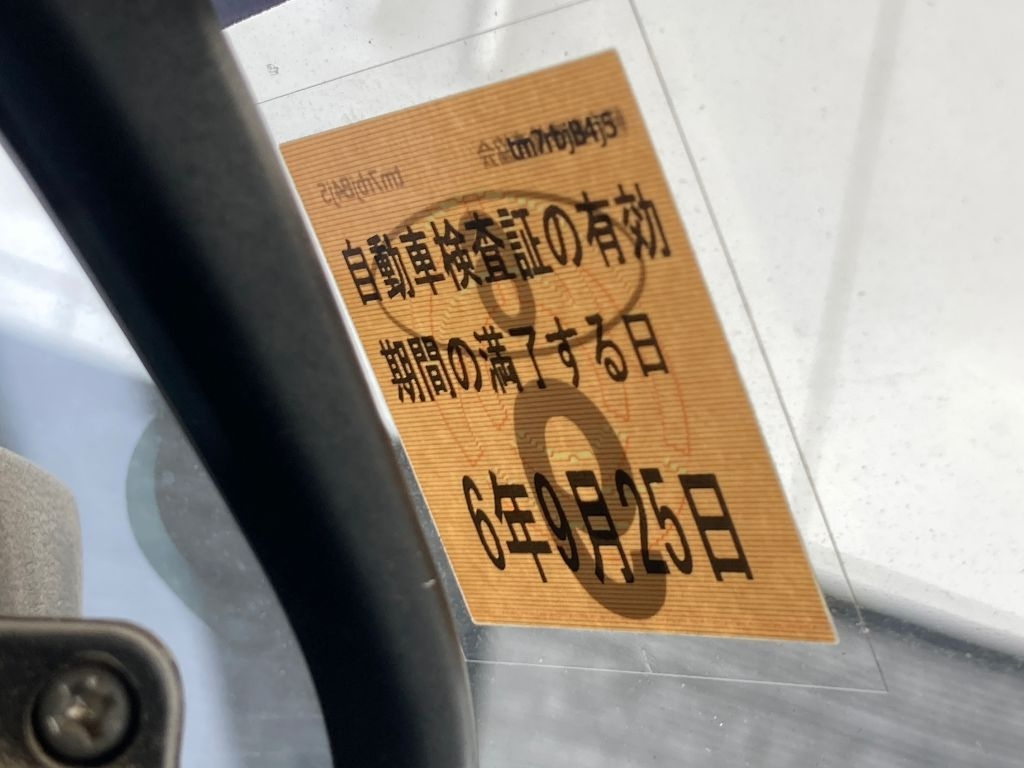 tm7rbjB4j5
自動車検査証の有効
期間の満了する日
6年9月25日